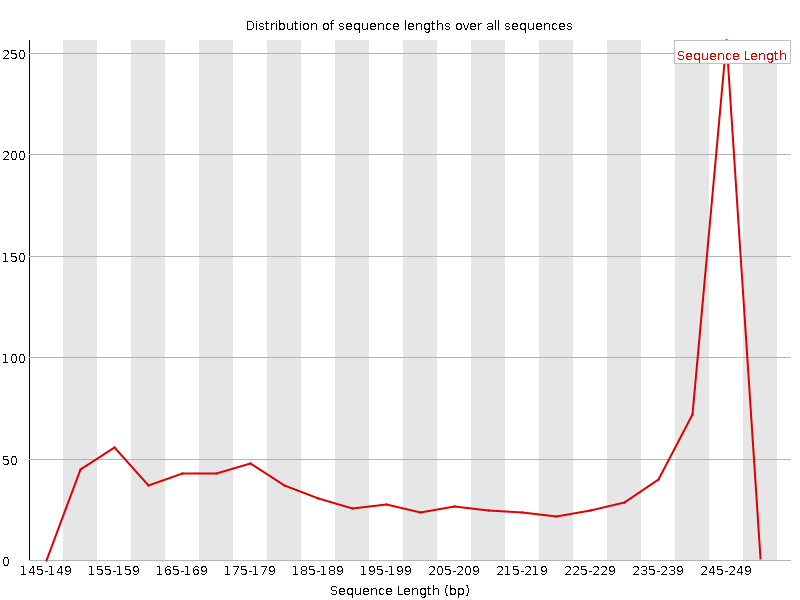 Distribution of sequence lengths over all sequences
Sequence Length
250
200
150
100
50
0
145-149 155-159 165-169 175-179 185-189 195-199 205-209 215-219 225-229 235-239 245-249
Sequence Length (bp)